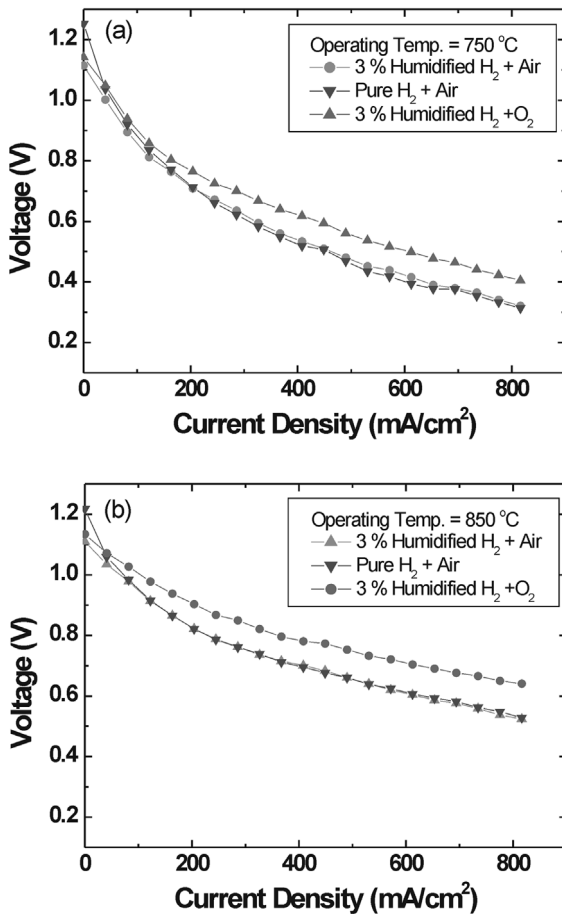 (a)
Operating Temp. = 750 °C
3 % Humidified H₂ + Air
Pure H₂ + Air
3 % Humidified H₂ +O₂
1.2
1.0
0.8
0.6
0.4
0.2
Voltage (V)
0 200 400 600 800
Current Density (mA/cm²)
(b)
Operating Temp. = 850 °C
3 % Humidified H₂ + Air
Pure H₂ + Air
3 % Humidified H₂ +O₂
1.2
1.0
0.8
0.6
0.4
0.2
Voltage (V)
0 200 400 600 800
Current Density (mA/cm²)